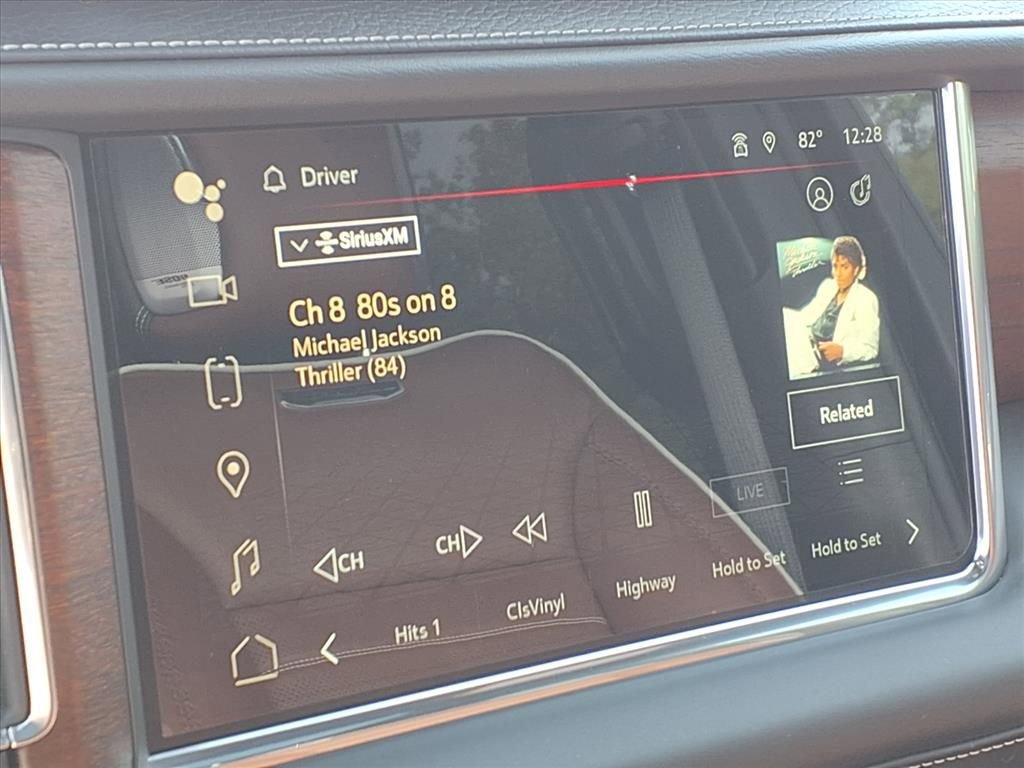 82° 12:28
Driver
SiriusXM
Ch 8 80s on 8
Michael Jackson
Thriller (84)
Related
LIVE
CH
CH
Hits 1
ClsVinyl
Highway
Hold to Set
Hold to Set
BOSE